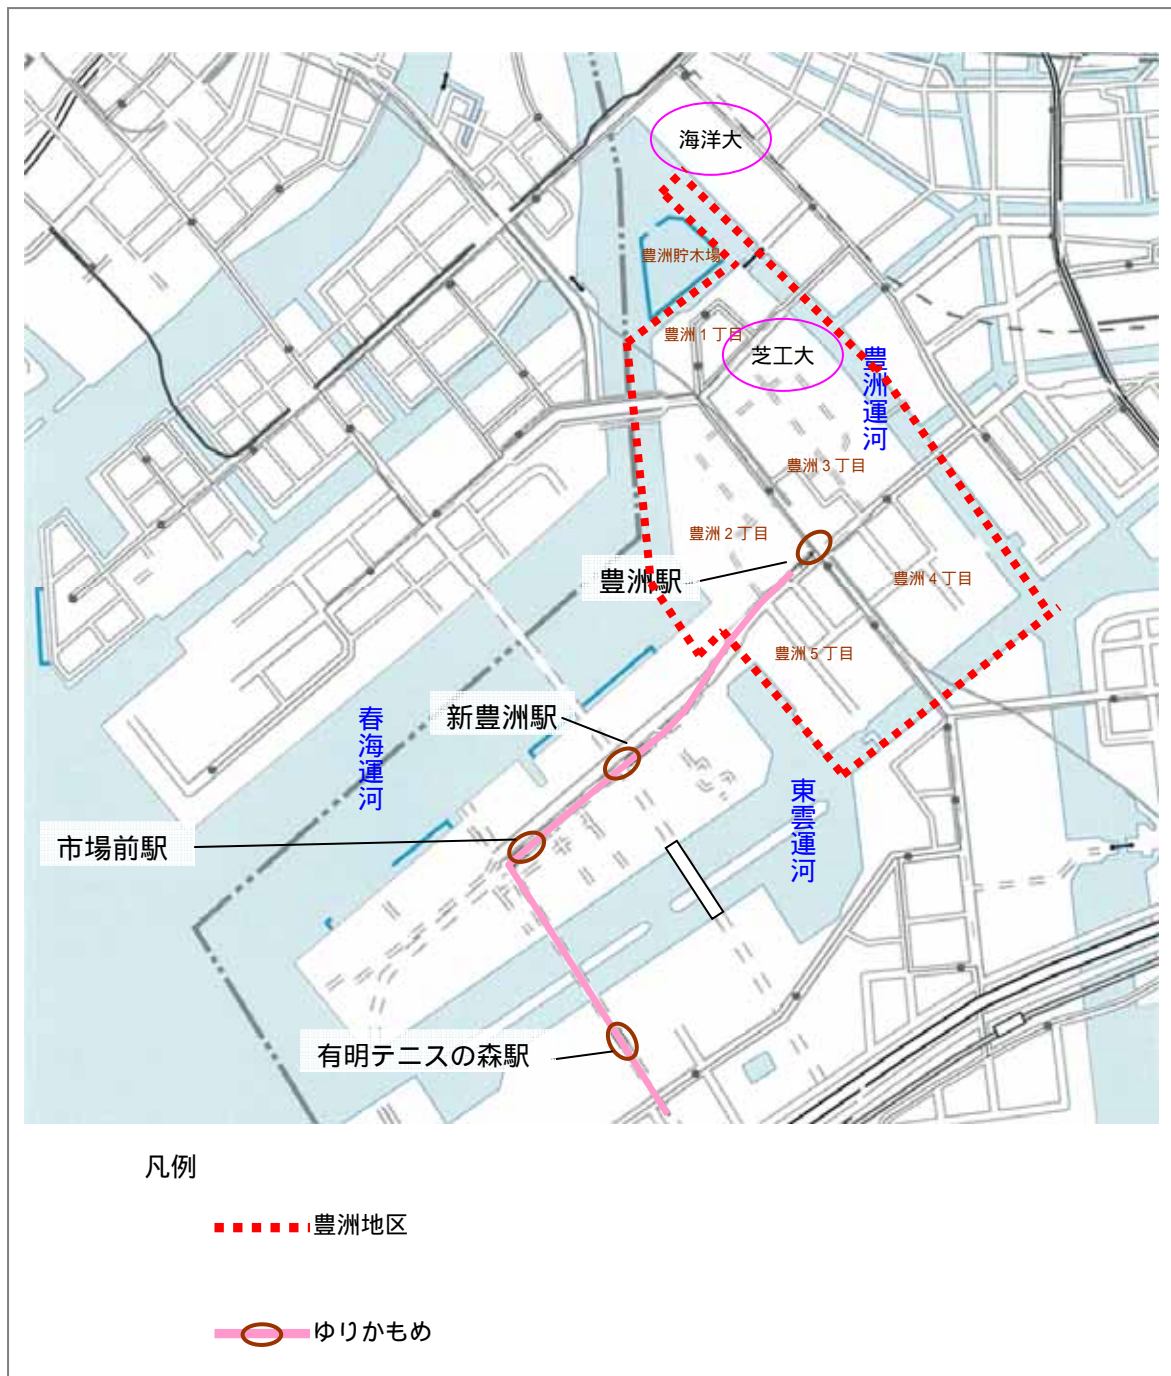 海洋大
豊洲貯木場
豊洲1丁目
芝工大
豊洲運河
豊洲3丁目
豊洲2丁目
豊洲駅
豊洲4丁目
豊洲5丁目
新豊洲駅
春海運河
東雲運河
市場前駅
有明テニスの森駅
凡例
豊洲地区
ゆりかもめ